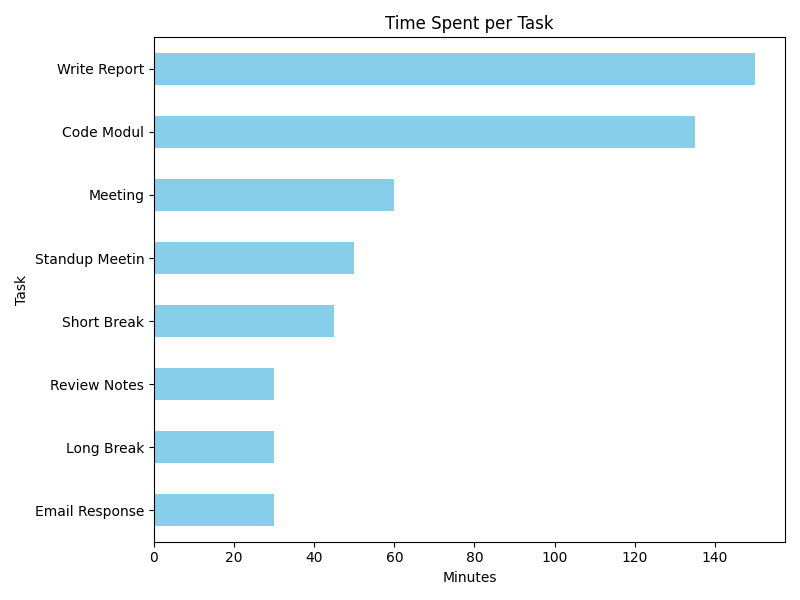 Time Spent per Task
Write Report
Code Modul
Meeting
Standup Meetin
Short Break
Review Notes
Long Break
Email Response
Task
0 20 40 60 80 100 120 140
Minutes